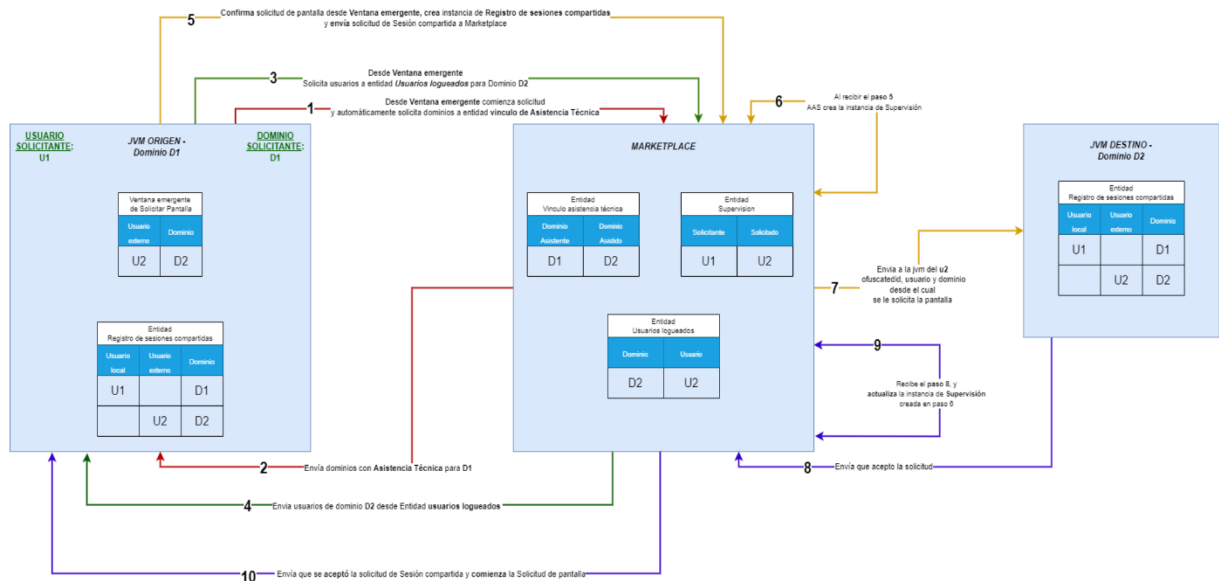 5
Confirma solicitud de pantalla desde Ventana emergente, crea instancia de Registro de sesiones compartidas
y envía solicitud de Sesión compartida a Marketplace
3
Desde Ventana emergente
Solicita usuarios a entidad Usuarios logueados para Dominio D2
1
Desde Ventana emergente comienza solicitud
y automáticamente solicita dominios a entidad vinculo de Asistencia Técnica
6
Al recibir el paso 5
AAS crea la instancia de Supervisión
USUARIO
SOLICITANTE:
U1
JVM ORIGEN -
Dominio D1
DOMINIO
SOLICITANTE:
D1
Ventana emergente
de Solicitar Pantalla
Usuario
externo
Dominio
U2
D2
Entidad
Registro de sesiones compartidas
Usuario
local
Usuario
externo
Dominio
U1
D1
U2
D2
MARKETPLACE
Entidad
Vinculo asistencia técnica
Dominio
Asistente
Dominio
Asistido
D1
D2
Entidad
Supervision
Solicitante
Solicitado
U1
U2
Entidad
Usuarios logueados
Dominio
Usuario
D2
U2
JVM DESTINO -
Dominio D2
Entidad
Registro de sesiones compartidas
Usuario
local
Usuario
externo
Dominio
U1
D1
U2
D2
7
Envia a la jvm del u2
ofuscatedid, usuario y dominio
desde el cual
se le solicita la pantalla
9
Recibe el paso 8, y
actualiza la instancia de Supervisión
creada en paso 6
2
Envía dominios con Asistencia Técnica para D1
8
Envía que acepto la solicitud
4
Envia usuarios de dominio D2 desde Entidad usuarios logueados
10
Envía que se aceptó la solicitud de Sesión compartida y comienza la Solicitud de pantalla